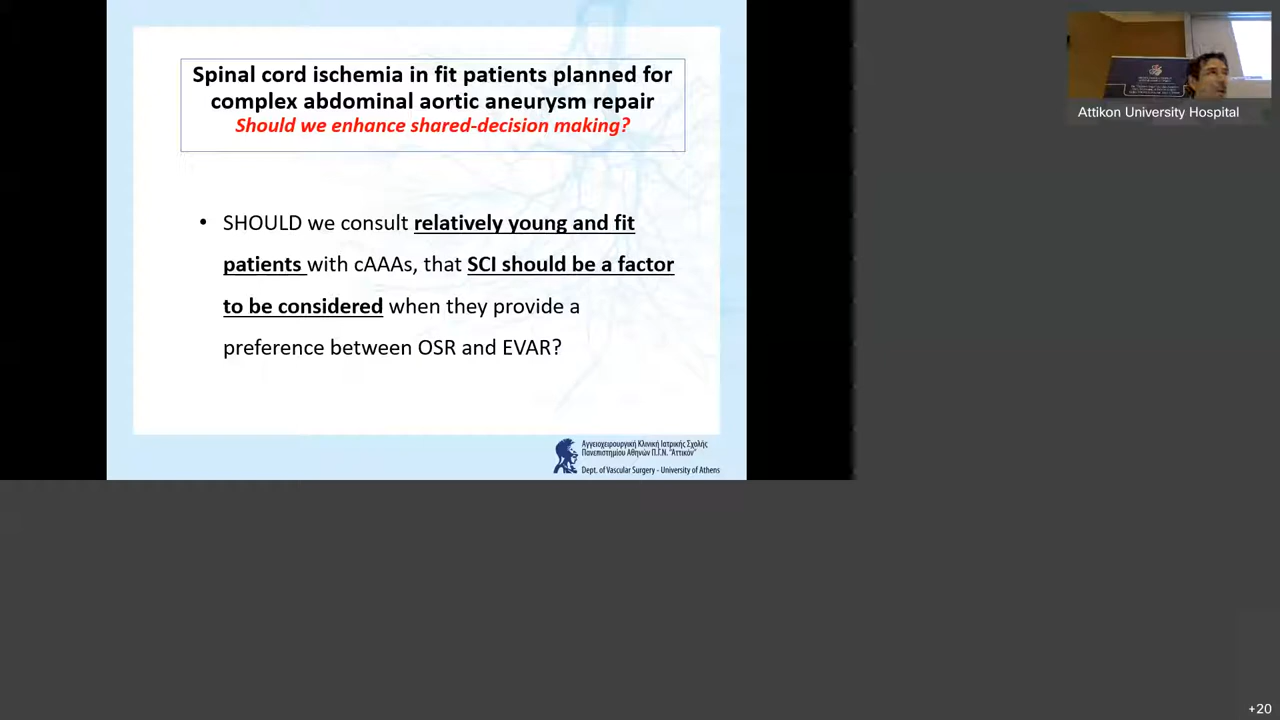 Spinal cord ischemia in fit patients planned for
complex abdominal aortic aneurysm repair
Should we enhance shared-decision making?
• SHOULD we consult relatively young and fit
patients with cAAAs, that SCI should be a factor
to be considered when they provide a
preference between OSR and EVAR?
Αγγειοχειρουργική Κλινική Ιατρικής Σχολής
Πανεπιστημίου Αθηνών Π.Γ.Ν. "Αττικόν"
Dept. of Vascular Surgery - University of Athens
Attikon University Hospital
+20